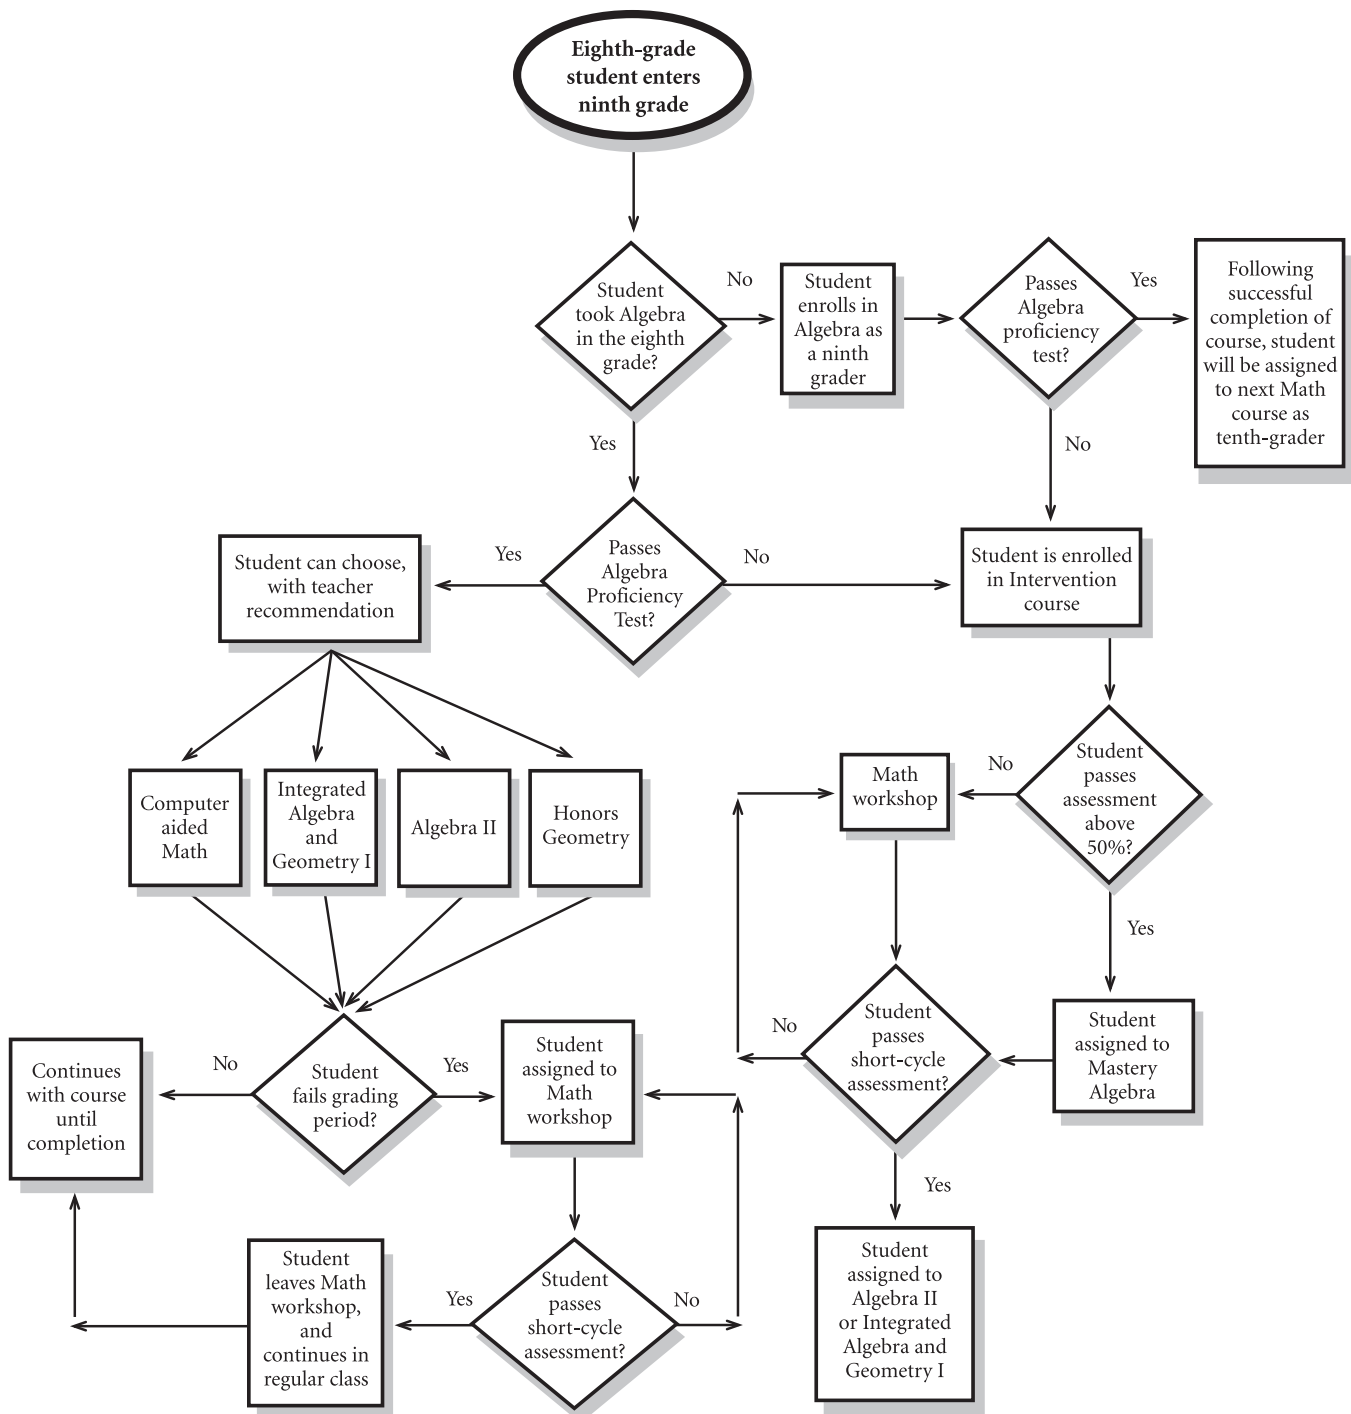 Eighth-grade
student enters
ninth grade
Student
took Algebra
in the eighth
grade?
No
Student
enrolls in
Algebra as
a ninth
grader
Passes
Algebra
proficiency
test?
Yes
Following
successful
completion of
course, student
will be assigned
to next Math
course as
tenth-grader
Yes
No
Student can choose,
with teacher
recommendation
Yes
Passes
Algebra
Proficiency
Test?
No
Student is enrolled
in Intervention
course
Computer
aided
Math
Integrated
Algebra
and
Geometry I
Algebra II
Honors
Geometry
Math
workshop
No
Student
passes
assessment
above
50%?
Yes
Continues
with course
until
completion
No
Student
fails grading
period?
Yes
Student
assigned to
Math
workshop
No
Student
passes
short-cycle
assessment?
Student
assigned to
Mastery
Algebra
Yes
Student
leaves Math
workshop,
and
continues in
regular class
Yes
Student
passes
short-cycle
assessment?
No
Student
assigned to
Algebra II
or Integrated
Algebra and
Geometry I